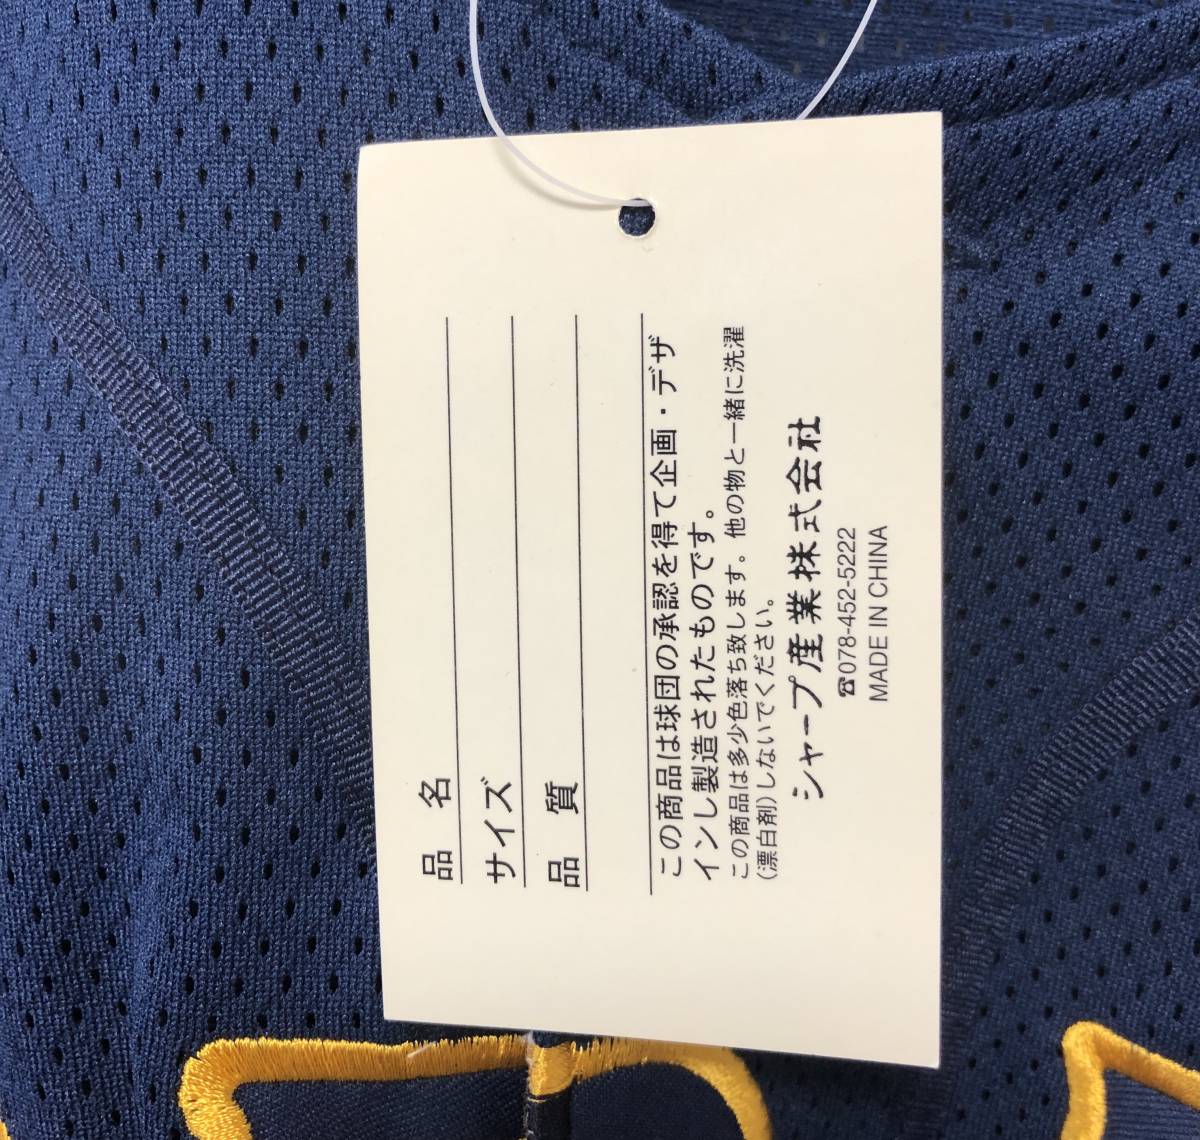 品 名
サイズ
品 質
この商品は球団の承認を得て企画・デザ
インし製造されたものです。
この商品は多少色落ち致します。他の物と一緒に洗濯
(漂白剤)しないでください。
シャープ産業株式会社
☎078-452-5222
MADE IN CHINA